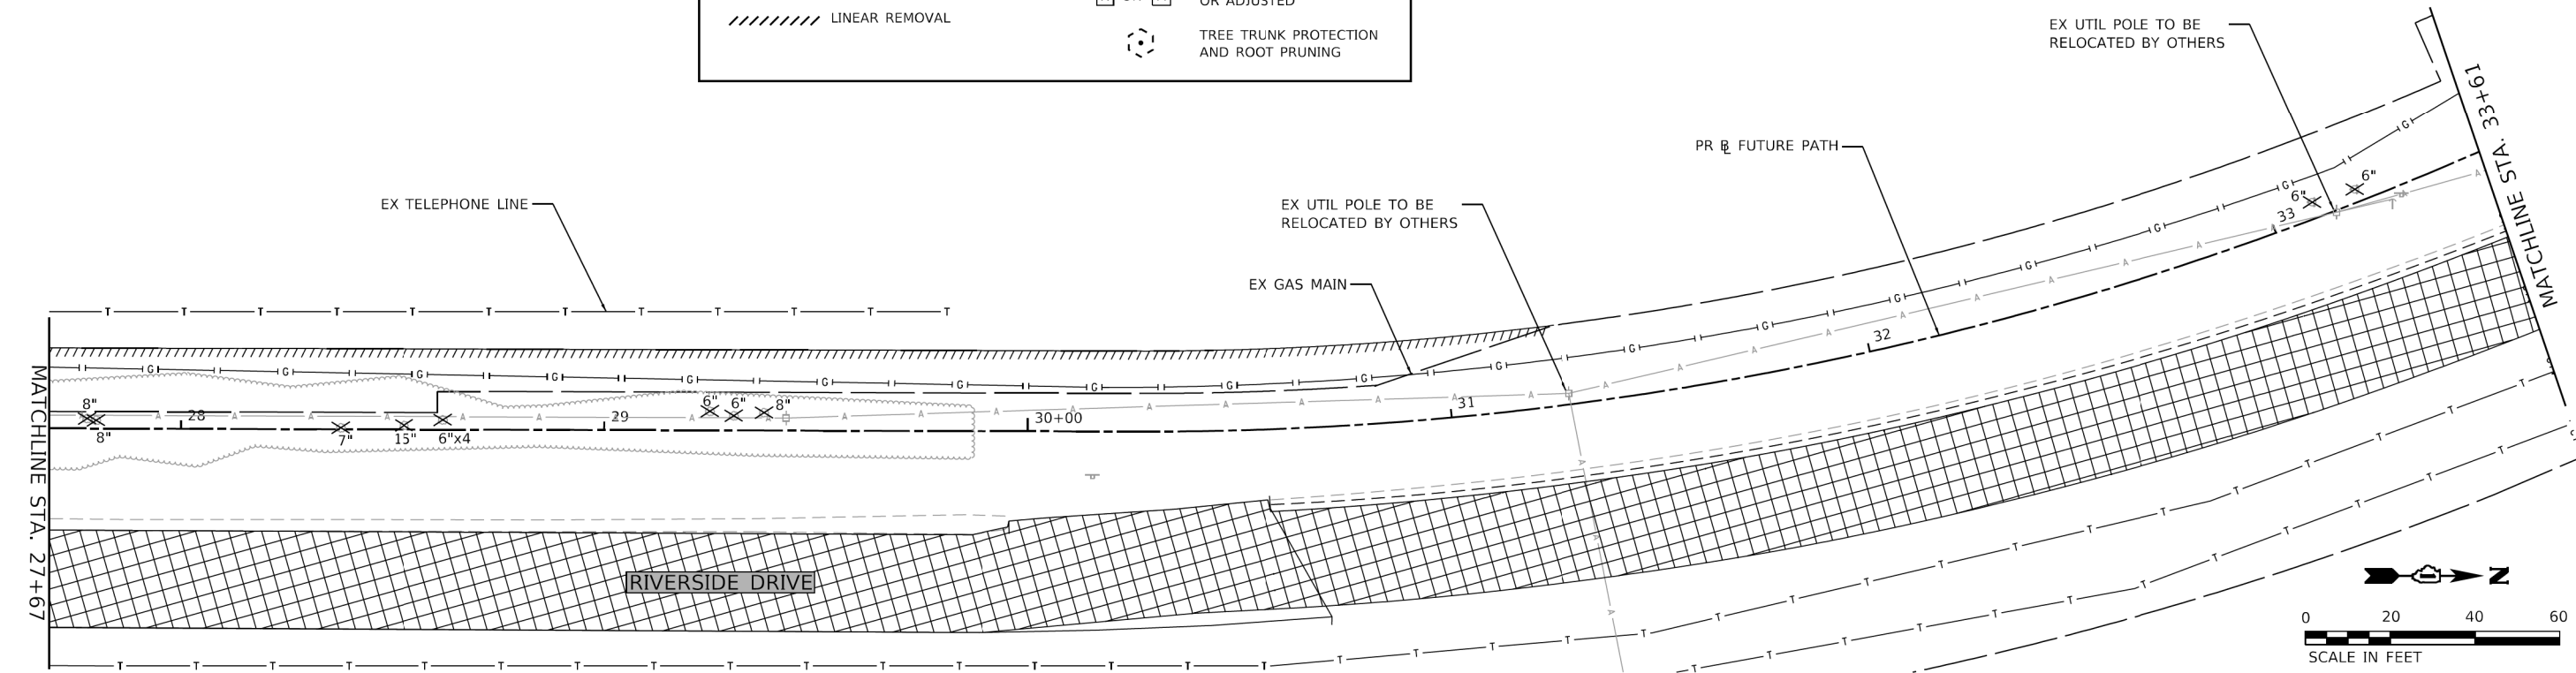 OR ADJUSTED
LINEAR REMOVAL
TREE TRUNK PROTECTION
AND ROOT PRUNING
EX UTIL POLE TO BE
RELOCATED BY OTHERS
MATCHLINE STA. 33+61
PR BL FUTURE PATH
EX TELEPHONE LINE
EX UTIL POLE TO BE
RELOCATED BY OTHERS
EX GAS MAIN
6"
6"
33
32
31
30+00
29
28
8"
8"
7"
15"
6"x4
6"
6"
8"
MATCHLINE STA. 27+67
RIVERSIDE DRIVE
N
0 20 40 60
SCALE IN FEET